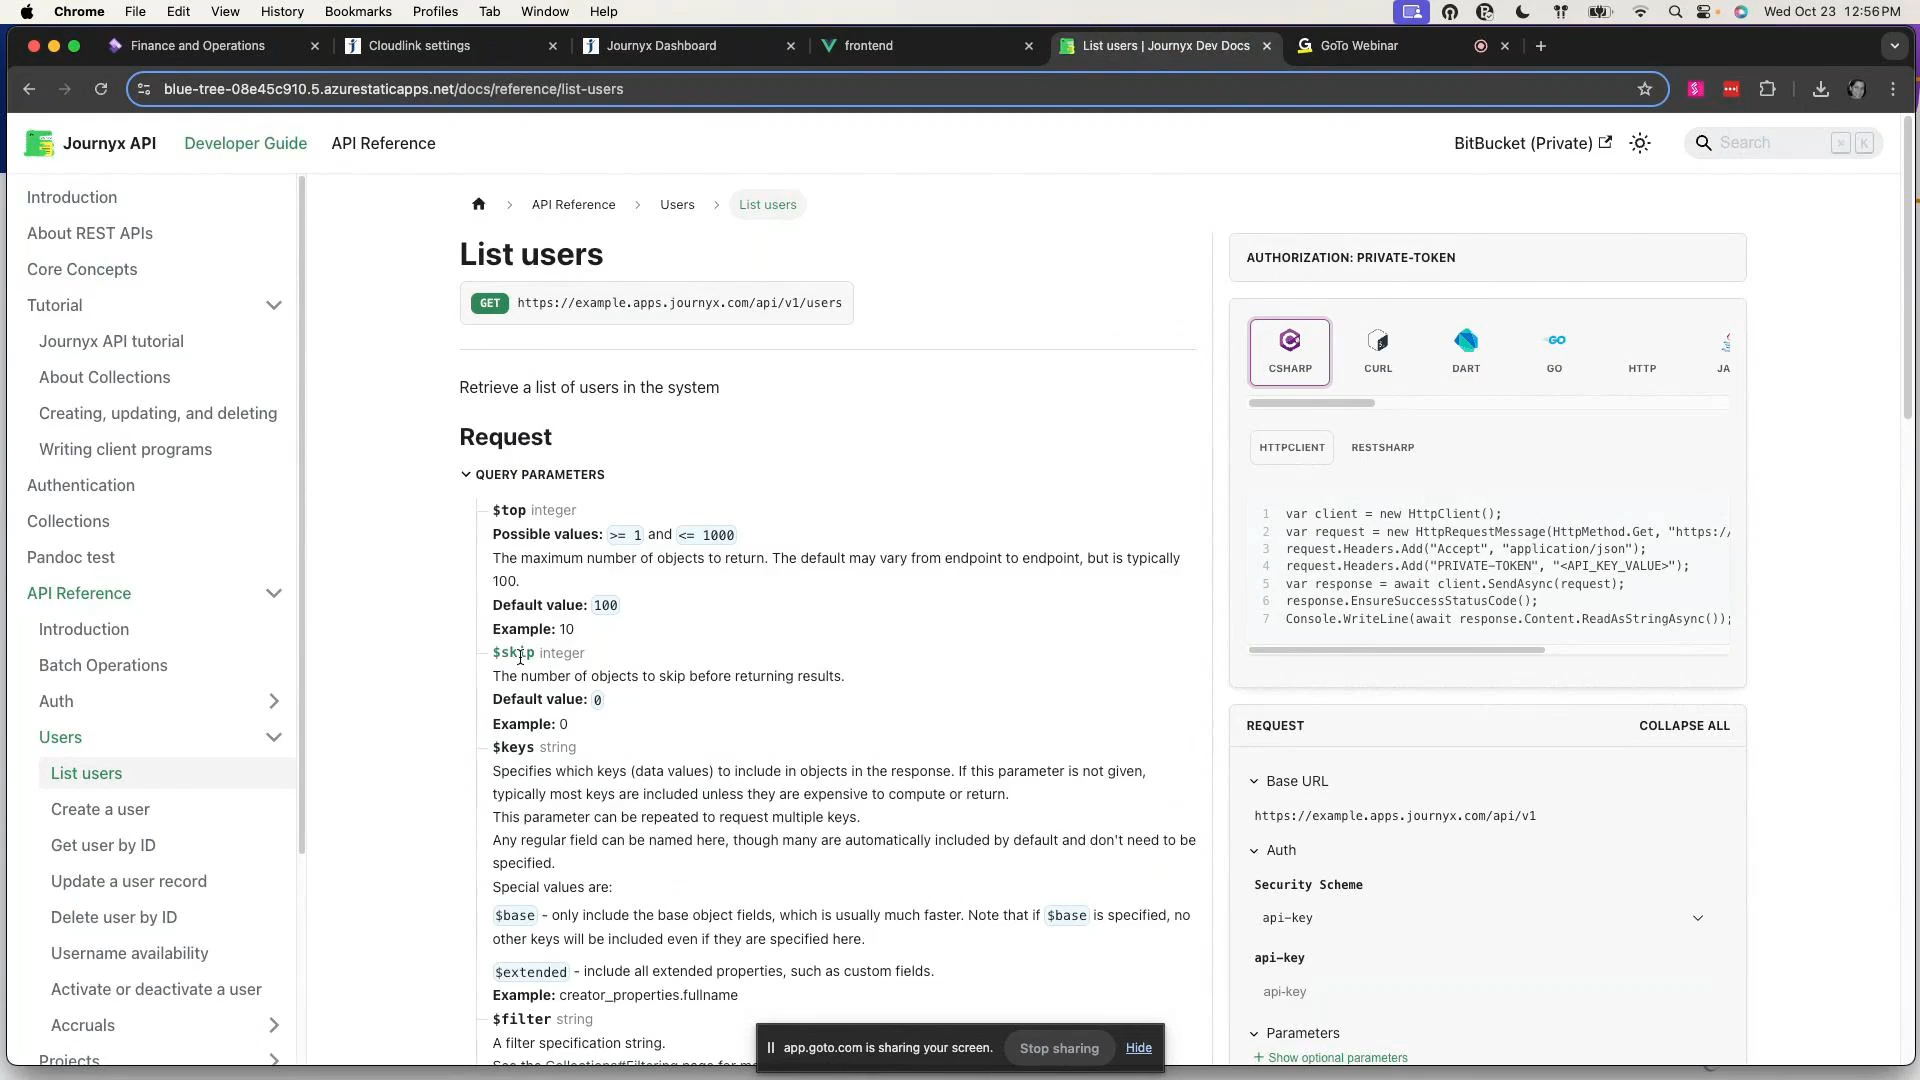 Chrome File Edit View History Bookmarks Profiles Tab Window Help Wed Oct 23 12:56 PM
Finance and Operations Cloudlink settings Journyx Dashboard frontend List users | Journyx Dev Docs GoTo Webinar
blue-tree-08e45c910.5.azurestaticapps.net/docs/reference/list-users
Journyx API Developer Guide API Reference BitBucket (Private) Search K
Introduction
About REST APIs
Core Concepts
Tutorial
Journyx API tutorial
About Collections
Creating, updating, and deleting
Writing client programs
Authentication
Collections
Pandoc test
API Reference
Introduction
Batch Operations
Auth
Users
List users
Create a user
Get user by ID
Update a user record
Delete user by ID
Username availability
Activate or deactivate a user
Accruals
Projects
API Reference > Users > List users
List users
GET https://example.apps.journyx.com/api/v1/users
Retrieve a list of users in the system
Request
QUERY PARAMETERS
$top integer
Possible values: >= 1 and <= 1000
The maximum number of objects to return. The default may vary from endpoint to endpoint, but is typically
100.
Default value: 100
Example: 10
$skip integer
The number of objects to skip before returning results.
Default value: 0
Example: 0
$keys string
Specifies which keys (data values) to include in objects in the response. If this parameter is not given,
typically most keys are included unless they are expensive to compute or return.
This parameter can be repeated to request multiple keys.
Any regular field can be named here, though many are automatically included by default and don't need to be
specified.
Special values are:
$base - only include the base object fields, which is usually much faster. Note that if $base is specified, no
other keys will be included even if they are specified here.
$extended - include all extended properties, such as custom fields.
Example: creator_properties.fullname
$filter string
A filter specification string.
AUTHORIZATION: PRIVATE-TOKEN
CSHARP CURL DART GO HTTP JA
HTTPCLIENT RESTSHARP
1 var client = new HttpClient();
2 var request = new HttpRequestMessage(HttpMethod.Get, "https:/
3 request.Headers.Add("Accept", "application/json");
4 request.Headers.Add("PRIVATE-TOKEN", "<API_KEY_VALUE>");
5 var response = await client.SendAsync(request);
6 response.EnsureSuccessStatusCode();
7 Console.WriteLine(await response.Content.ReadAsStringAsync());
REQUEST COLLAPSE ALL
Base URL
https://example.apps.journyx.com/api/v1
Auth
Security Scheme
api-key
api-key
api-key
Parameters
+ Show optional parameters
app.goto.com is sharing your screen. Stop sharing Hide